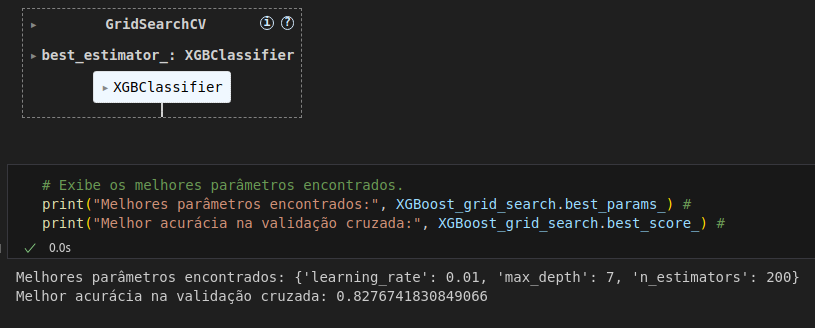 GridSearchCV i ?
best_estimator_: XGBClassifier
XGBClassifier
# Exibe os melhores parâmetros encontrados.
print("Melhores parâmetros encontrados:", XGBoost_grid_search.best_params_) #
print("Melhor acurácia na validação cruzada:", XGBoost_grid_search.best_score_) #
0.0s
Melhores parâmetros encontrados: {'learning_rate': 0.01, 'max_depth': 7, 'n_estimators': 200}
Melhor acurácia na validação cruzada: 0.8276741830849066